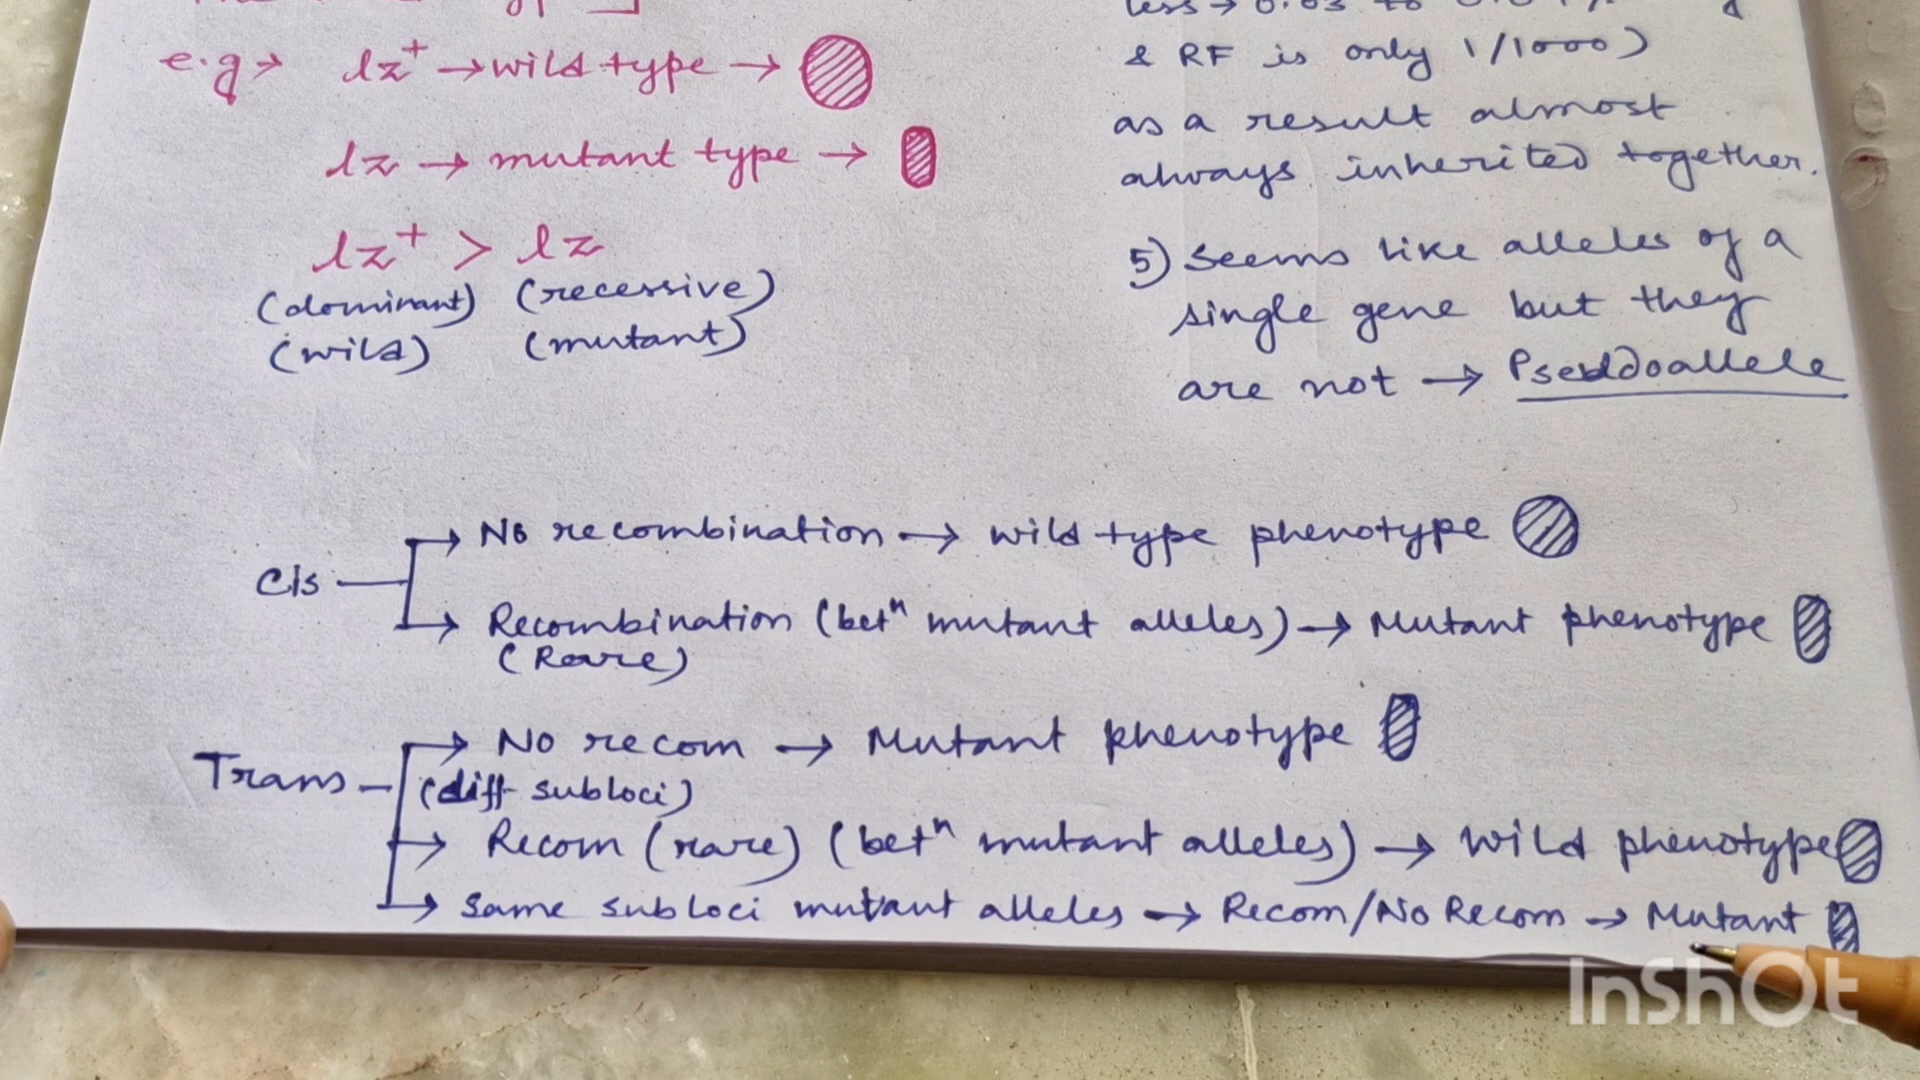 e.g → lz⁺ → wild type →
lz → mutant type →
lz⁺ > lz
(dominant) (recessive)
(wild) (mutant)
& RF is only 1/1000)
as a result almost
always inherited together.
5) Seems like alleles of a
single gene but they
are not → Pseudoallele
Cis
→ No recombination → wild type phenotype
→ Recombination (betⁿ mutant alleles) → Mutant phenotype
(Rare)
Trans
→ No recom → Mutant phenotype
(diff subloci)
→ Recom (rare) (betⁿ mutant alleles) → Wild phenotype
→ same subloci mutant alleles → Recom/No Recom → Mutant
InShOt